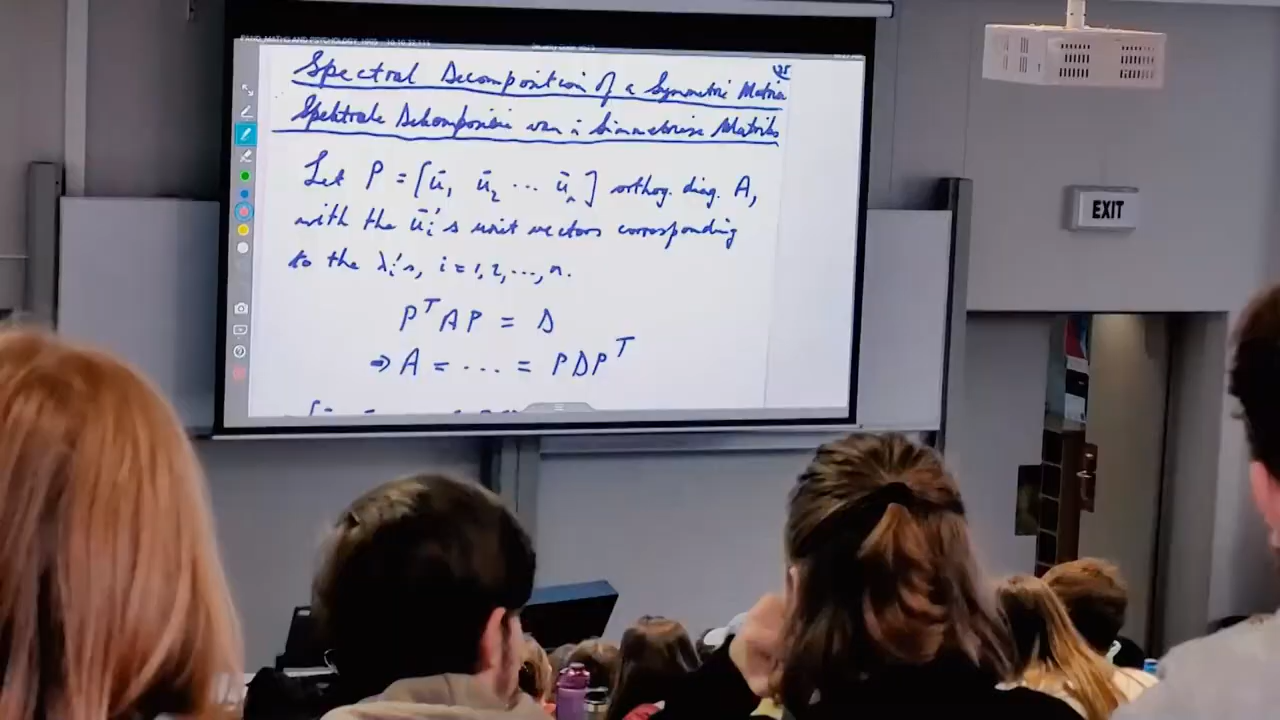 Spectral Decomposition of a Symmetric Matrix
Spektrale Dekomposisie van 'n Simmetriese Matriks
Let P = [ū₁ ū₂ ... ūₙ] orthog. diag. A,
with the ūᵢ's unit vectors corresponding
to the λᵢ's, i = 1, 2, ..., n.
PᵀAP = D
⇒ A = ... = PDPᵀ
EXIT